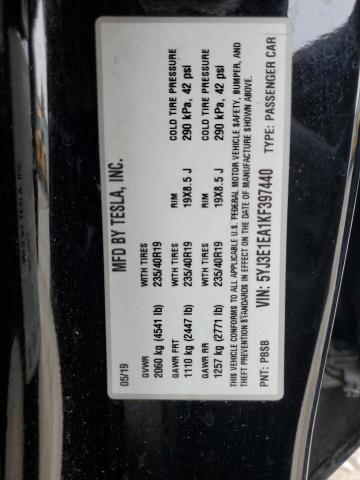 MFD BY TESLA, INC.
05/19
GVWR
2060 kg (4541 lb)
WITH TIRES
235/40R19
GAWR FRT
1110 kg (2447 lb)
WITH TIRES
235/40R19
RIM
19X8.5 J
COLD TIRE PRESSURE
290 kPa, 42 psi
GAWR RR
1257 kg (2771 lb)
WITH TIRES
235/40R19
RIM
19X8.5 J
COLD TIRE PRESSURE
290 kPa, 42 psi
THIS VEHICLE CONFORMS TO ALL APPLICABLE U.S. FEDERAL MOTOR VEHICLE SAFETY, BUMPER, AND
THEFT PREVENTION STANDARDS IN EFFECT ON THE DATE OF MANUFACTURE SHOWN ABOVE.
VIN: 5YJ3E1EA1KF397440
PNT: PBSB
TYPE: PASSENGER CAR